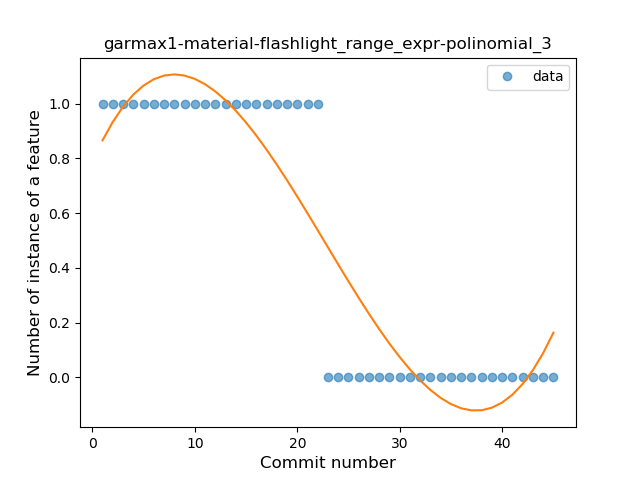 garmax1-material-flashlight_range_expr-polinomial_3
data
Number of instance of a feature
1.0
0.8
0.6
0.4
0.2
0.0
0 10 20 30 40
Commit number